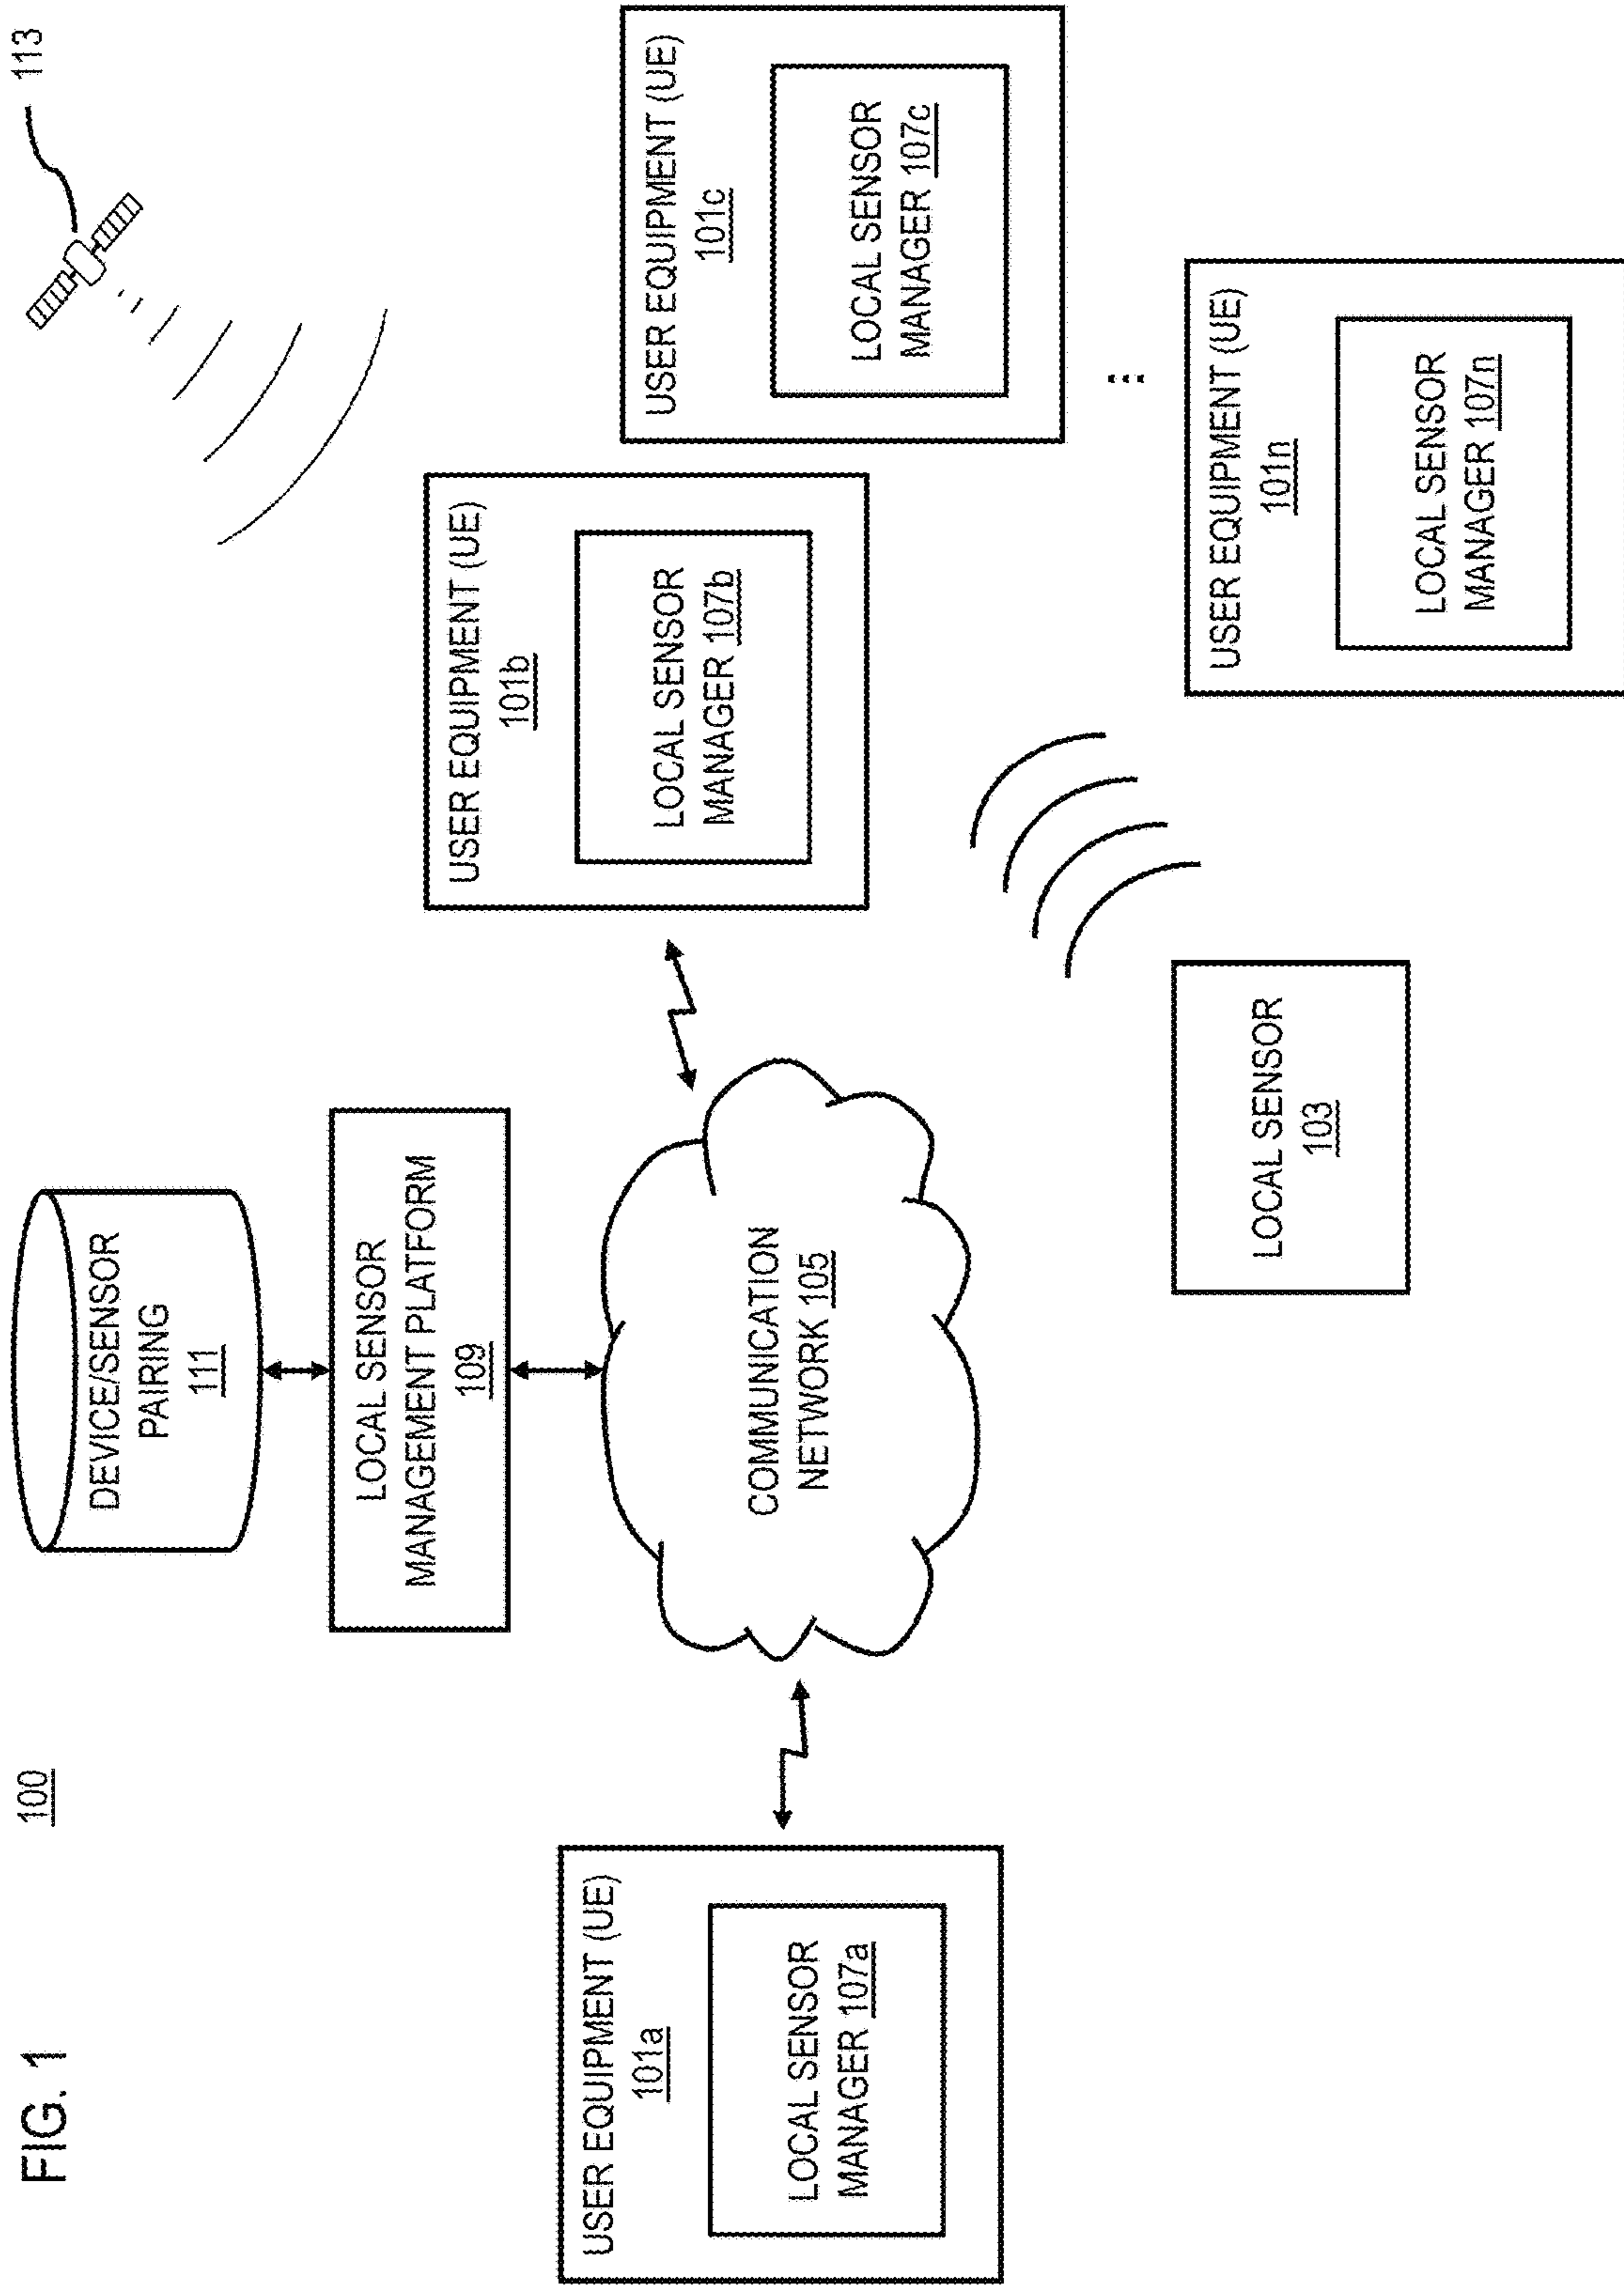 FIG. 1
100
DEVICE/SENSOR
PAIRING
111
113
LOCAL SENSOR
MANAGEMENT PLATFORM
109
USER EQUIPMENT (UE)
101a
LOCAL SENSOR
MANAGER 107a
COMMUNICATION
NETWORK 105
USER EQUIPMENT (UE)
101b
LOCAL SENSOR
MANAGER 107b
USER EQUIPMENT (UE)
101c
LOCAL SENSOR
MANAGER 107c
LOCAL SENSOR
103
USER EQUIPMENT (UE)
101n
LOCAL SENSOR
MANAGER 107n